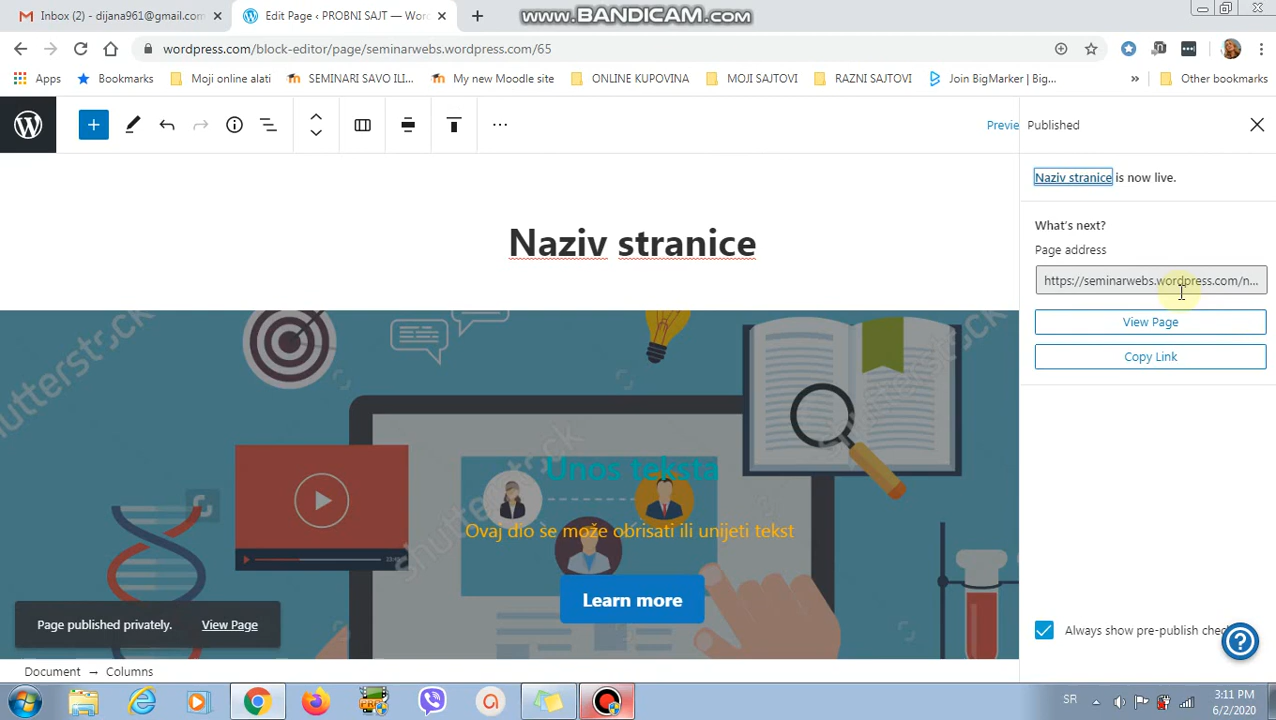 Inbox (2) - dijana961@gmail.com
Edit Page ‹ PROBNI SAJT — Wor
www.BANDICAM.com
wordpress.com/block-editor/page/seminarwebs.wordpress.com/65
Apps
Bookmarks
Moji online alati
SEMINARI SAVO ILI...
My new Moodle site
ONLINE KUPOVINA
MOJI SAJTOVI
RAZNI SAJTOVI
Join BigMarker | Big...
»
Other bookmarks
Previe
Published
Naziv stranice is now live.
What's next?
Page address
https://seminarwebs.wordpress.com/n...
View Page
Copy Link
Naziv stranice
shutterstock
shutterstock
Unos teksta
Ovaj dio se može obrisati ili unijeti tekst
Learn more
Page published privately. View Page
Always show pre-publish chec
Document → Columns
SR
3:11 PM
6/2/2020